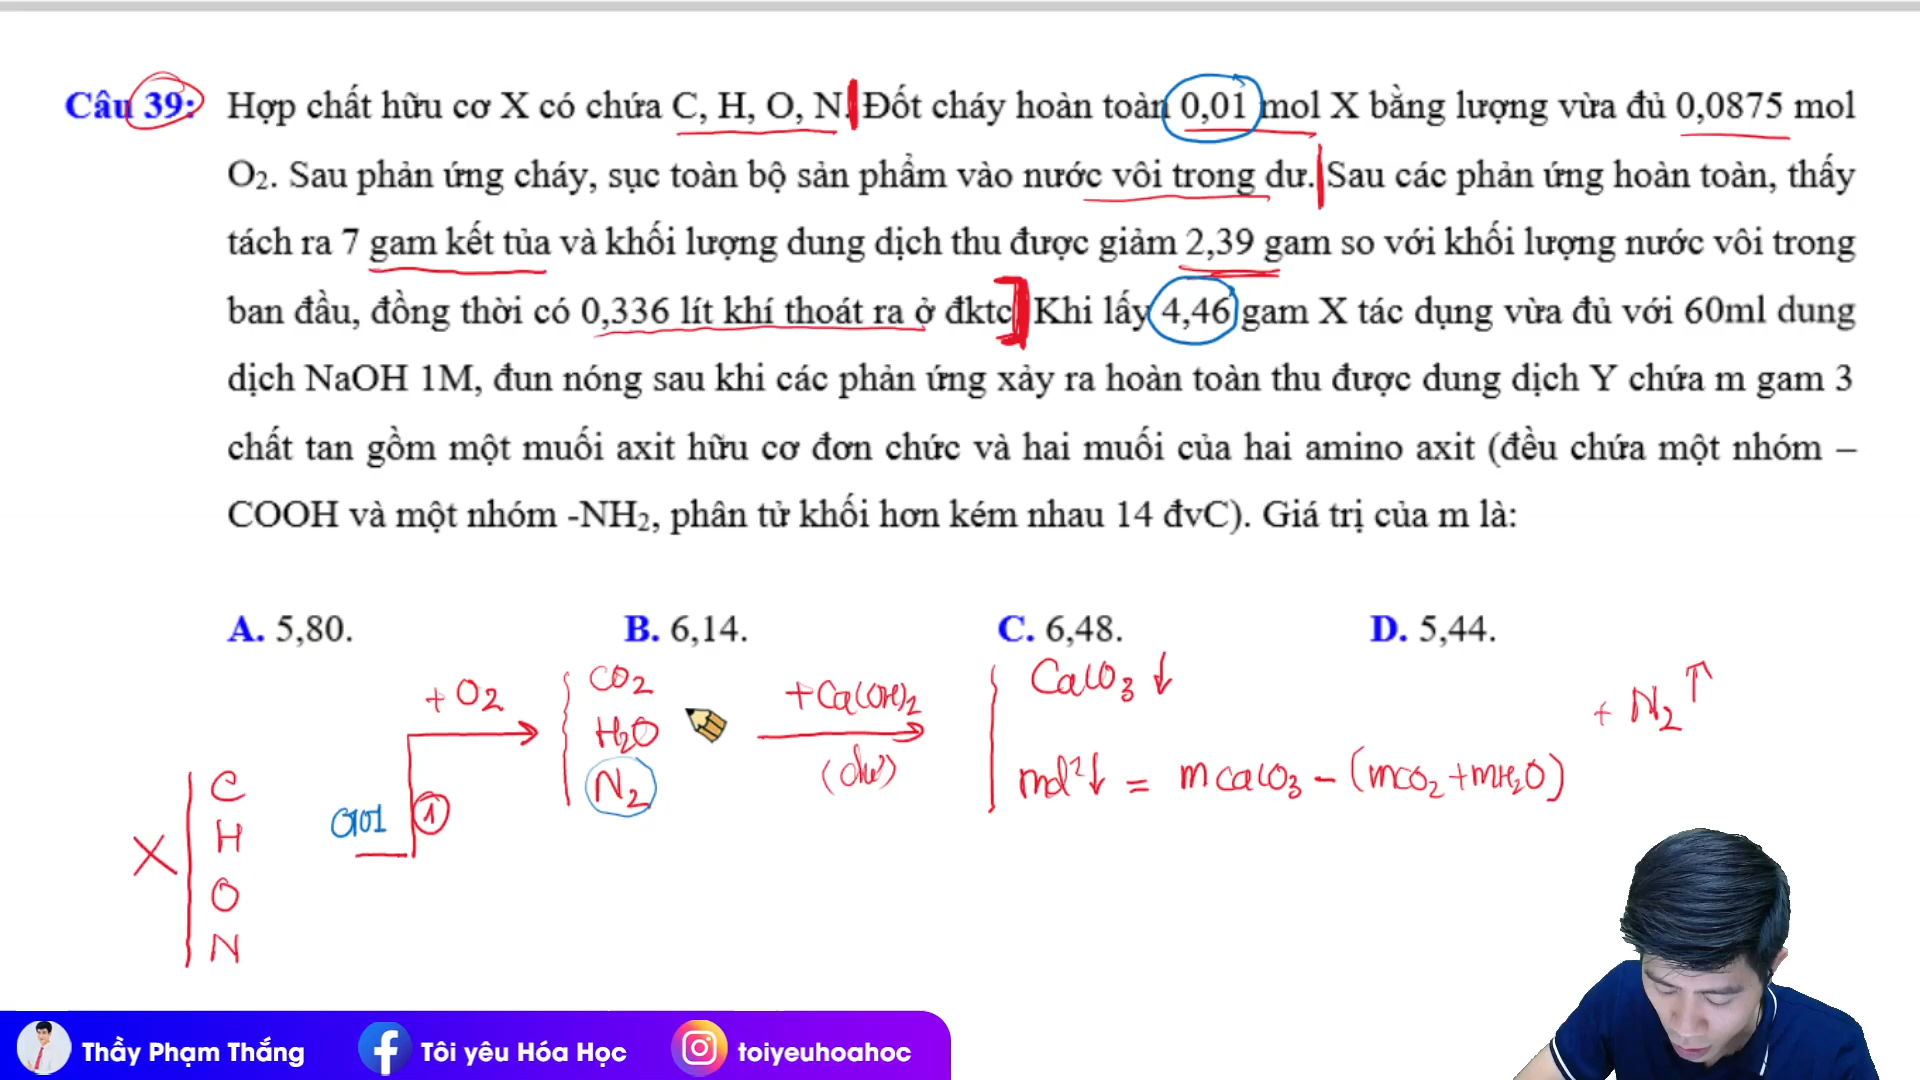 Câu 39: Hợp chất hữu cơ X có chứa C, H, O, N. Đốt cháy hoàn toàn 0,01 mol X bằng lượng vừa đủ 0,0875 mol
O₂. Sau phản ứng cháy, sục toàn bộ sản phẩm vào nước vôi trong dư. Sau các phản ứng hoàn toàn, thấy
tách ra 7 gam kết tủa và khối lượng dung dịch thu được giảm 2,39 gam so với khối lượng nước vôi trong
ban đầu, đồng thời có 0,336 lít khí thoát ra ở đktc. Khi lấy 4,46 gam X tác dụng vừa đủ với 60ml dung
dịch NaOH 1M, đun nóng sau khi các phản ứng xảy ra hoàn toàn thu được dung dịch Y chứa m gam 3
chất tan gồm một muối axit hữu cơ đơn chức và hai muối của hai amino axit (đều chứa một nhóm –
COOH và một nhóm -NH₂, phân tử khối hơn kém nhau 14 đvC). Giá trị của m là:
A. 5,80. B. 6,14. C. 6,48. D. 5,44.
+ O₂ CO₂ +Ca(OH)₂ CaCO₃↓ + N₂↑
H₂O (dư)
N₂ md²↓ = mCaCO₃ - (mCO₂ + mH₂O)
X C 0,01 1
H
O
N
Thầy Phạm Thắng Tôi yêu Hóa Học toiyeuhoahoc